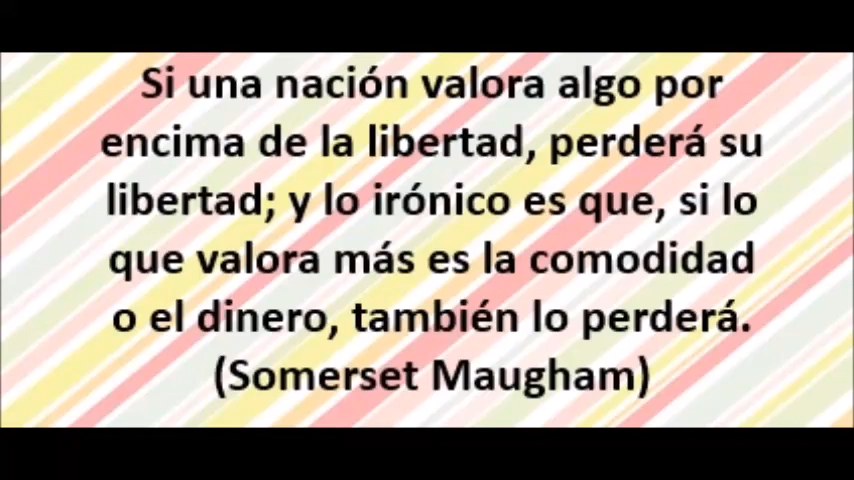 Si una nación valora algo por
encima de la libertad, perderá su
libertad; y lo irónico es que, si lo
que valora más es la comodidad
o el dinero, también lo perderá.
(Somerset Maugham)